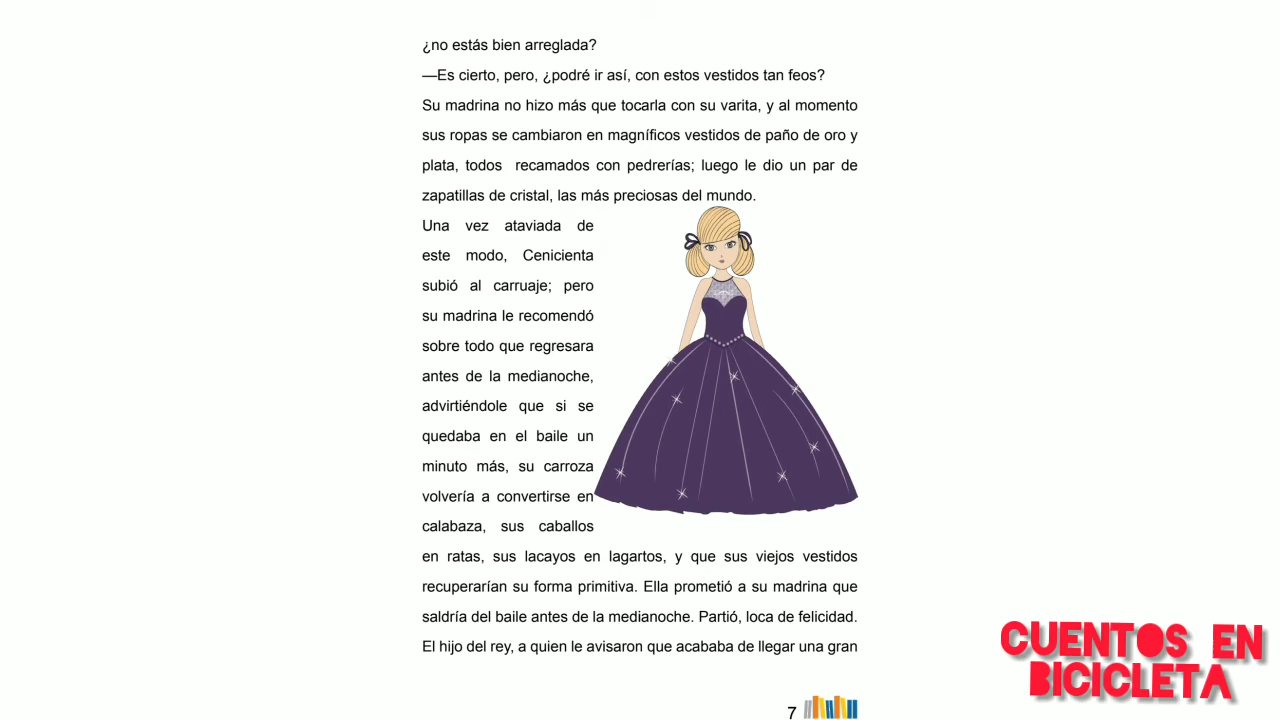 ¿no estás bien arreglada?
—Es cierto, pero, ¿podré ir así, con estos vestidos tan feos?
Su madrina no hizo más que tocarla con su varita, y al momento
sus ropas se cambiaron en magníficos vestidos de paño de oro y
plata, todos recamados con pedrerías; luego le dio un par de
zapatillas de cristal, las más preciosas del mundo.
Una vez ataviada de
este modo, Cenicienta
subió al carruaje; pero
su madrina le recomendó
sobre todo que regresara
antes de la medianoche,
advirtiéndole que si se
quedaba en el baile un
minuto más, su carroza
volvería a convertirse en
calabaza, sus caballos
en ratas, sus lacayos en lagartos, y que sus viejos vestidos
recuperarían su forma primitiva. Ella prometió a su madrina que
saldría del baile antes de la medianoche. Partió, loca de felicidad.
El hijo del rey, a quien le avisaron que acababa de llegar una gran
7
CUENTOS EN
BICICLETA